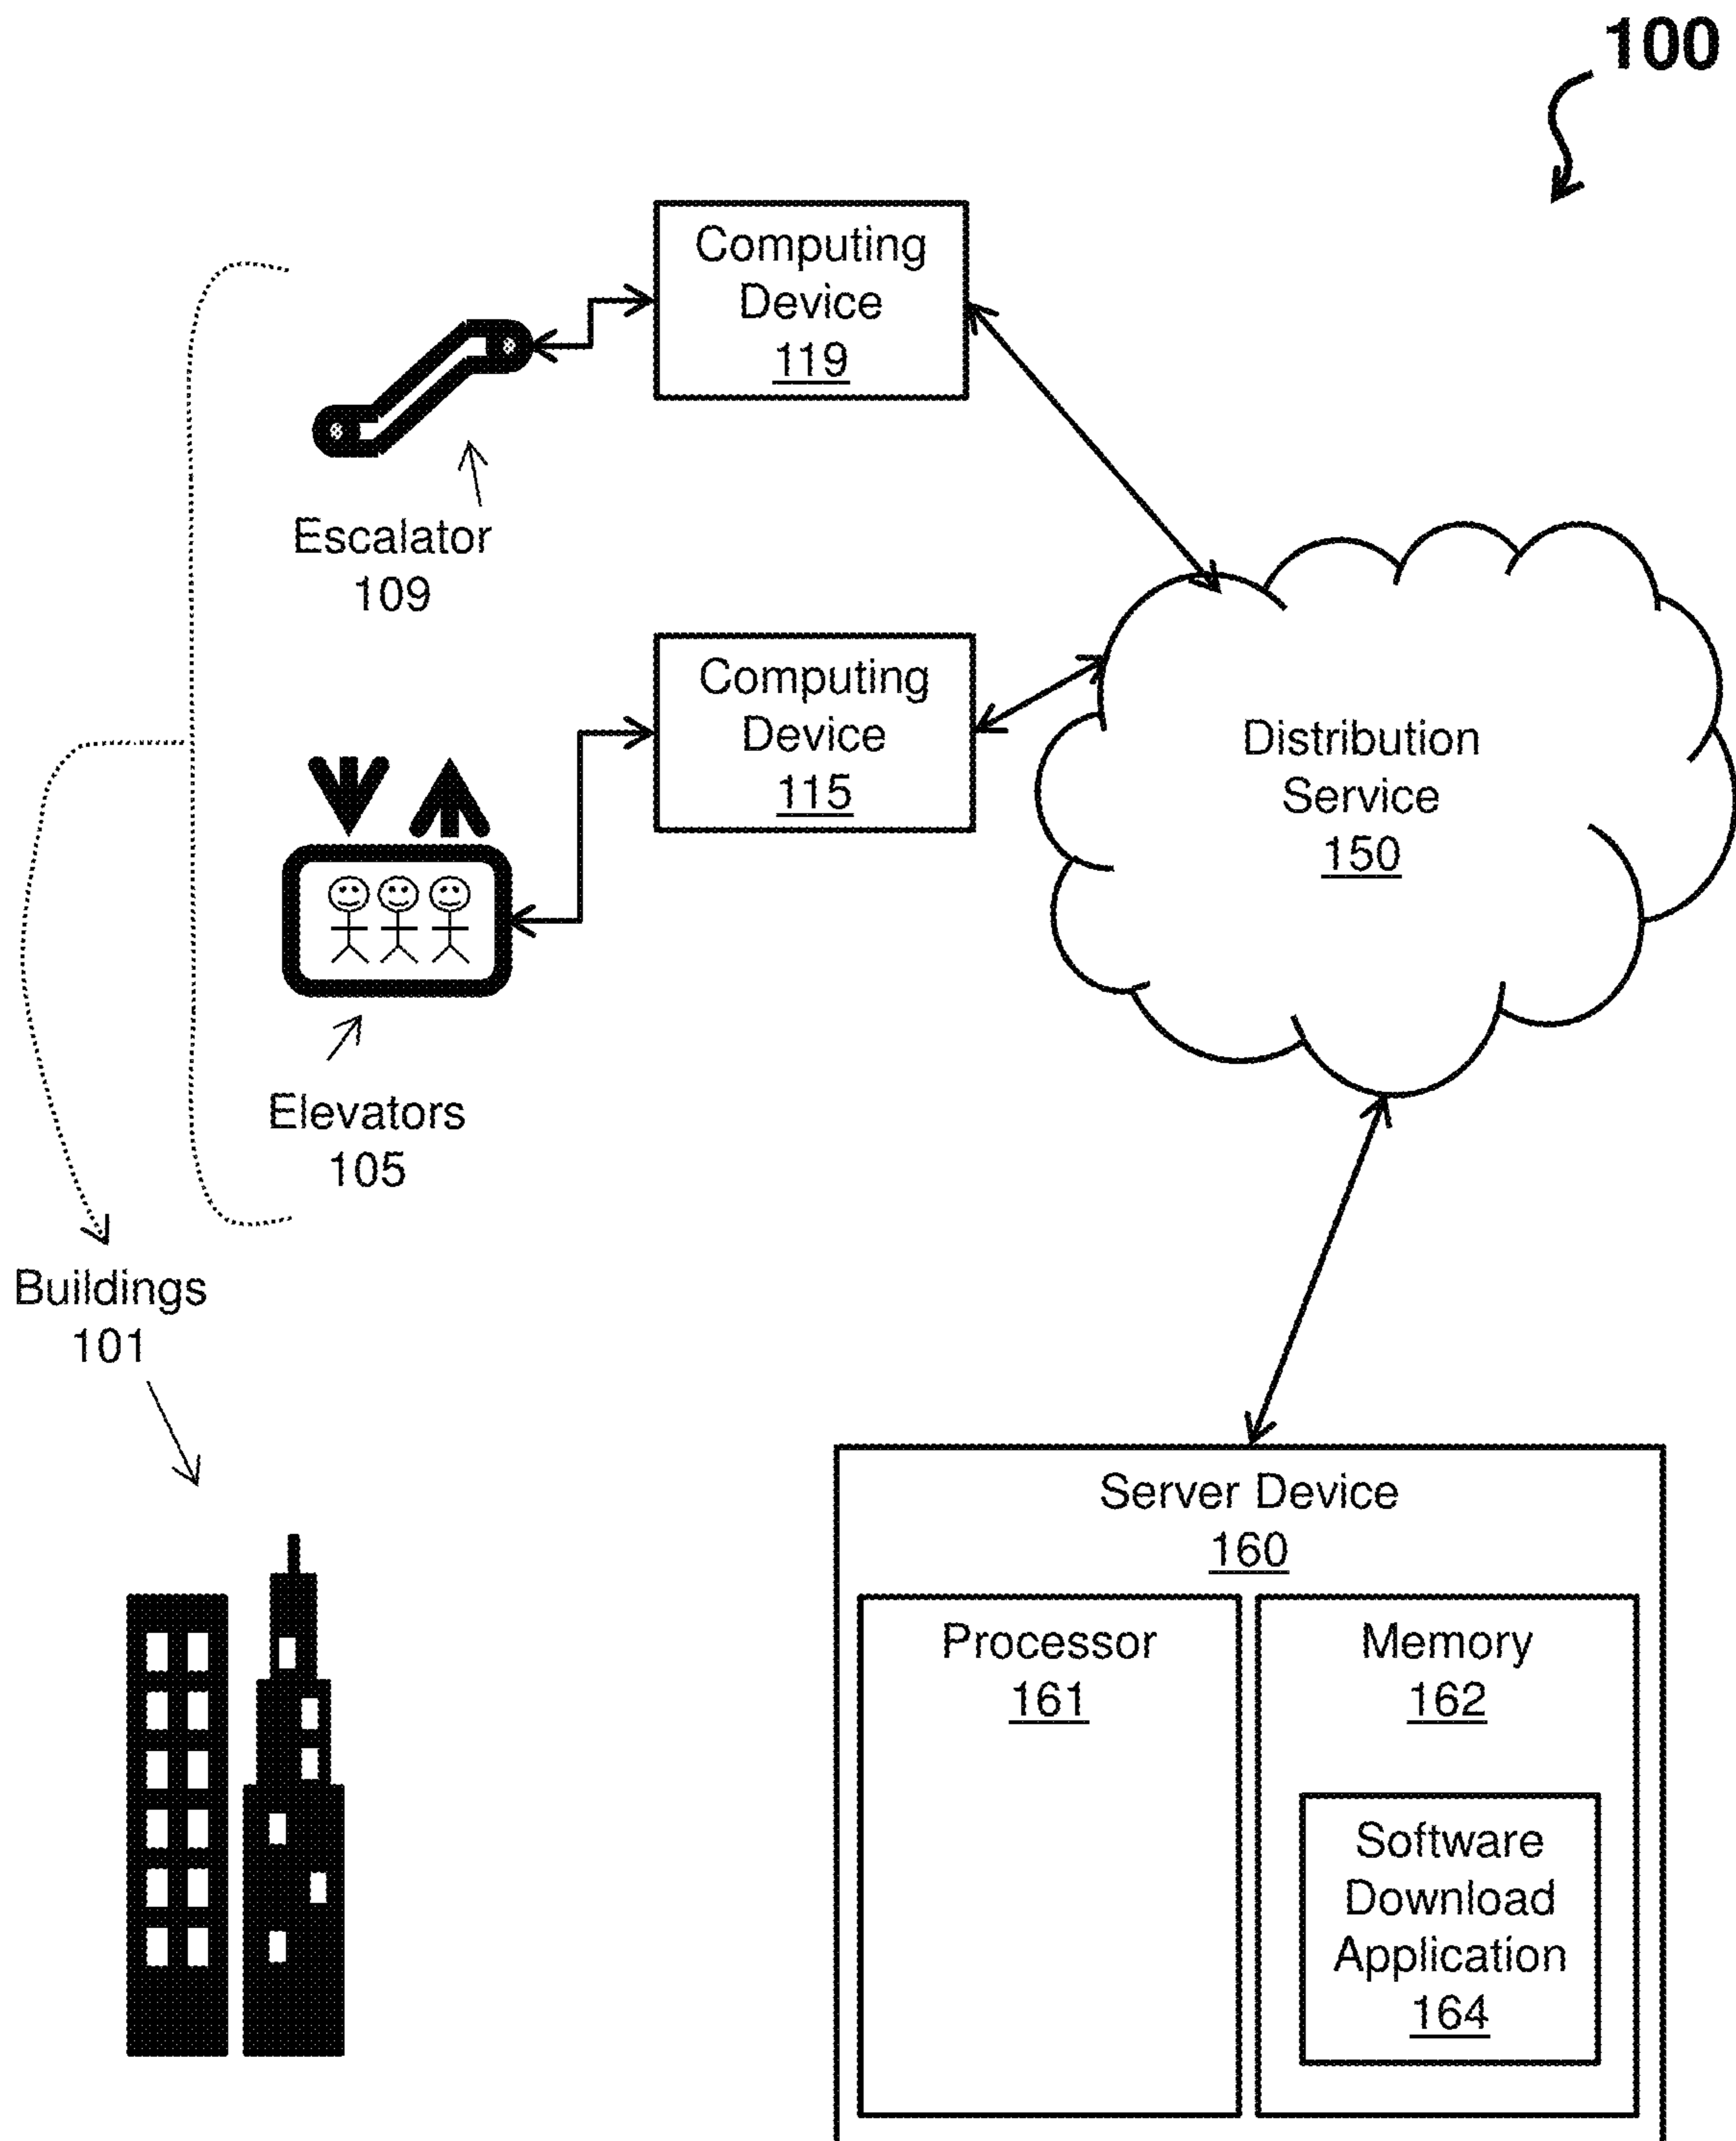 100
Computing
Device
119
Escalator
109
Computing
Device
115
Distribution
Service
150
Elevators
105
Buildings
101
Server Device
160
Processor
161
Memory
162
Software
Download
Application
164